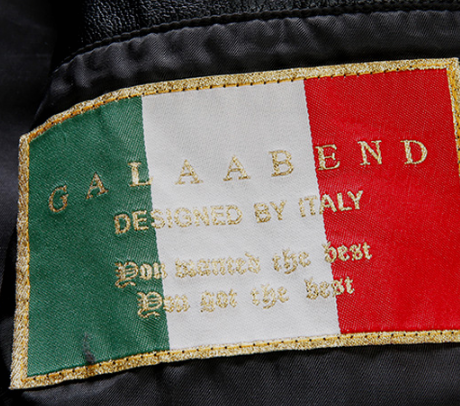 GALAABEND
DESIGNED BY ITALY
You wanted the best
You got the best